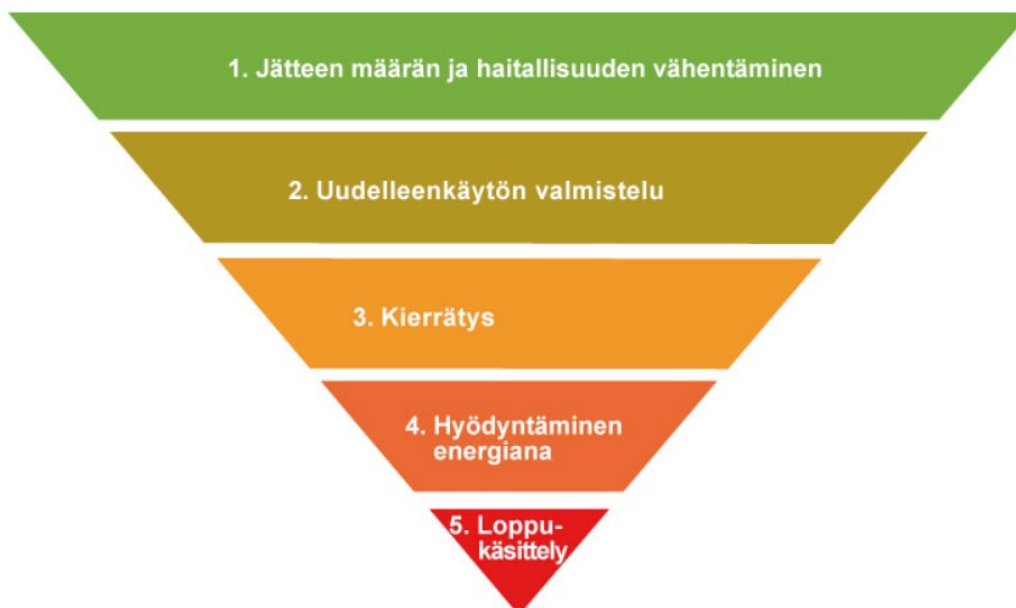 1. Jätteen määrän ja haitallisuuden vähentäminen
2. Uudelleenkäytön valmistelu
3. Kierrätys
4. Hyödyntäminen
energiana
5. Loppu-
käsittely